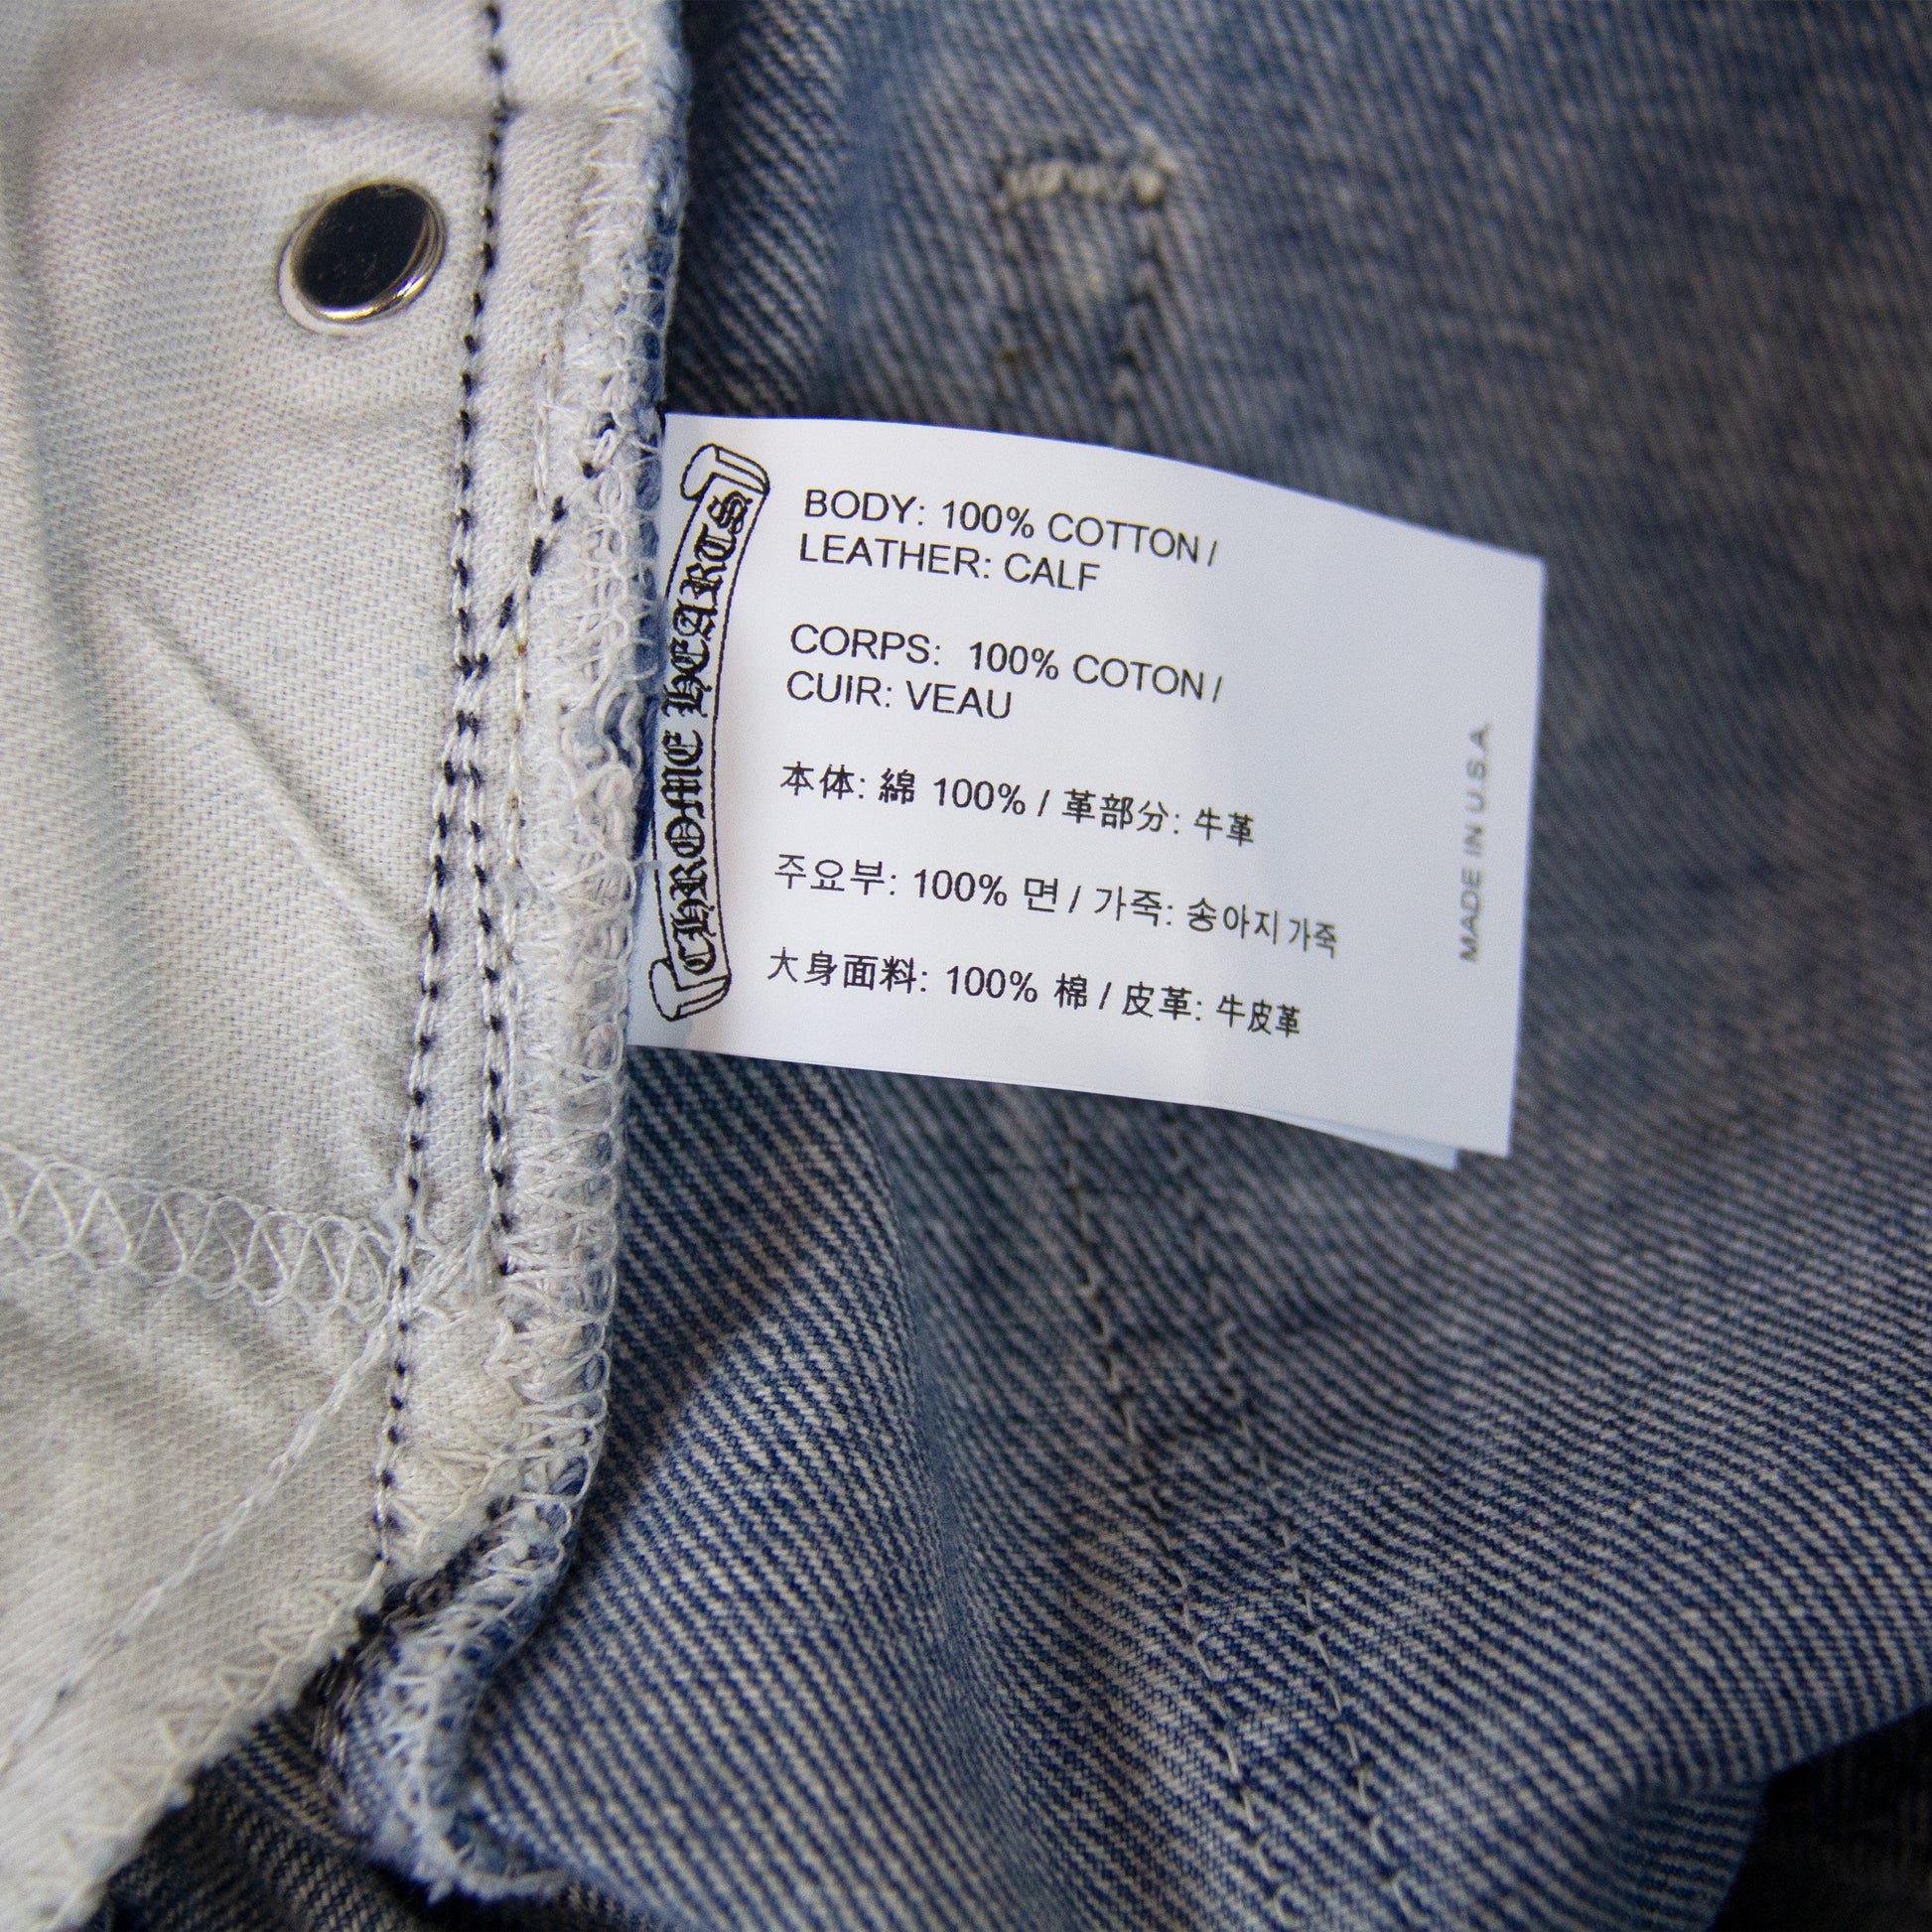 CHROME HEARTS
BODY: 100% COTTON /
LEATHER: CALF
CORPS: 100% COTON /
CUIR: VEAU
本体: 綿 100% / 革部分: 牛革
주요부: 100% 면 / 가죽: 송아지 가죽
大身面料: 100% 棉 / 皮革: 牛皮革
MADE IN U.S.A.